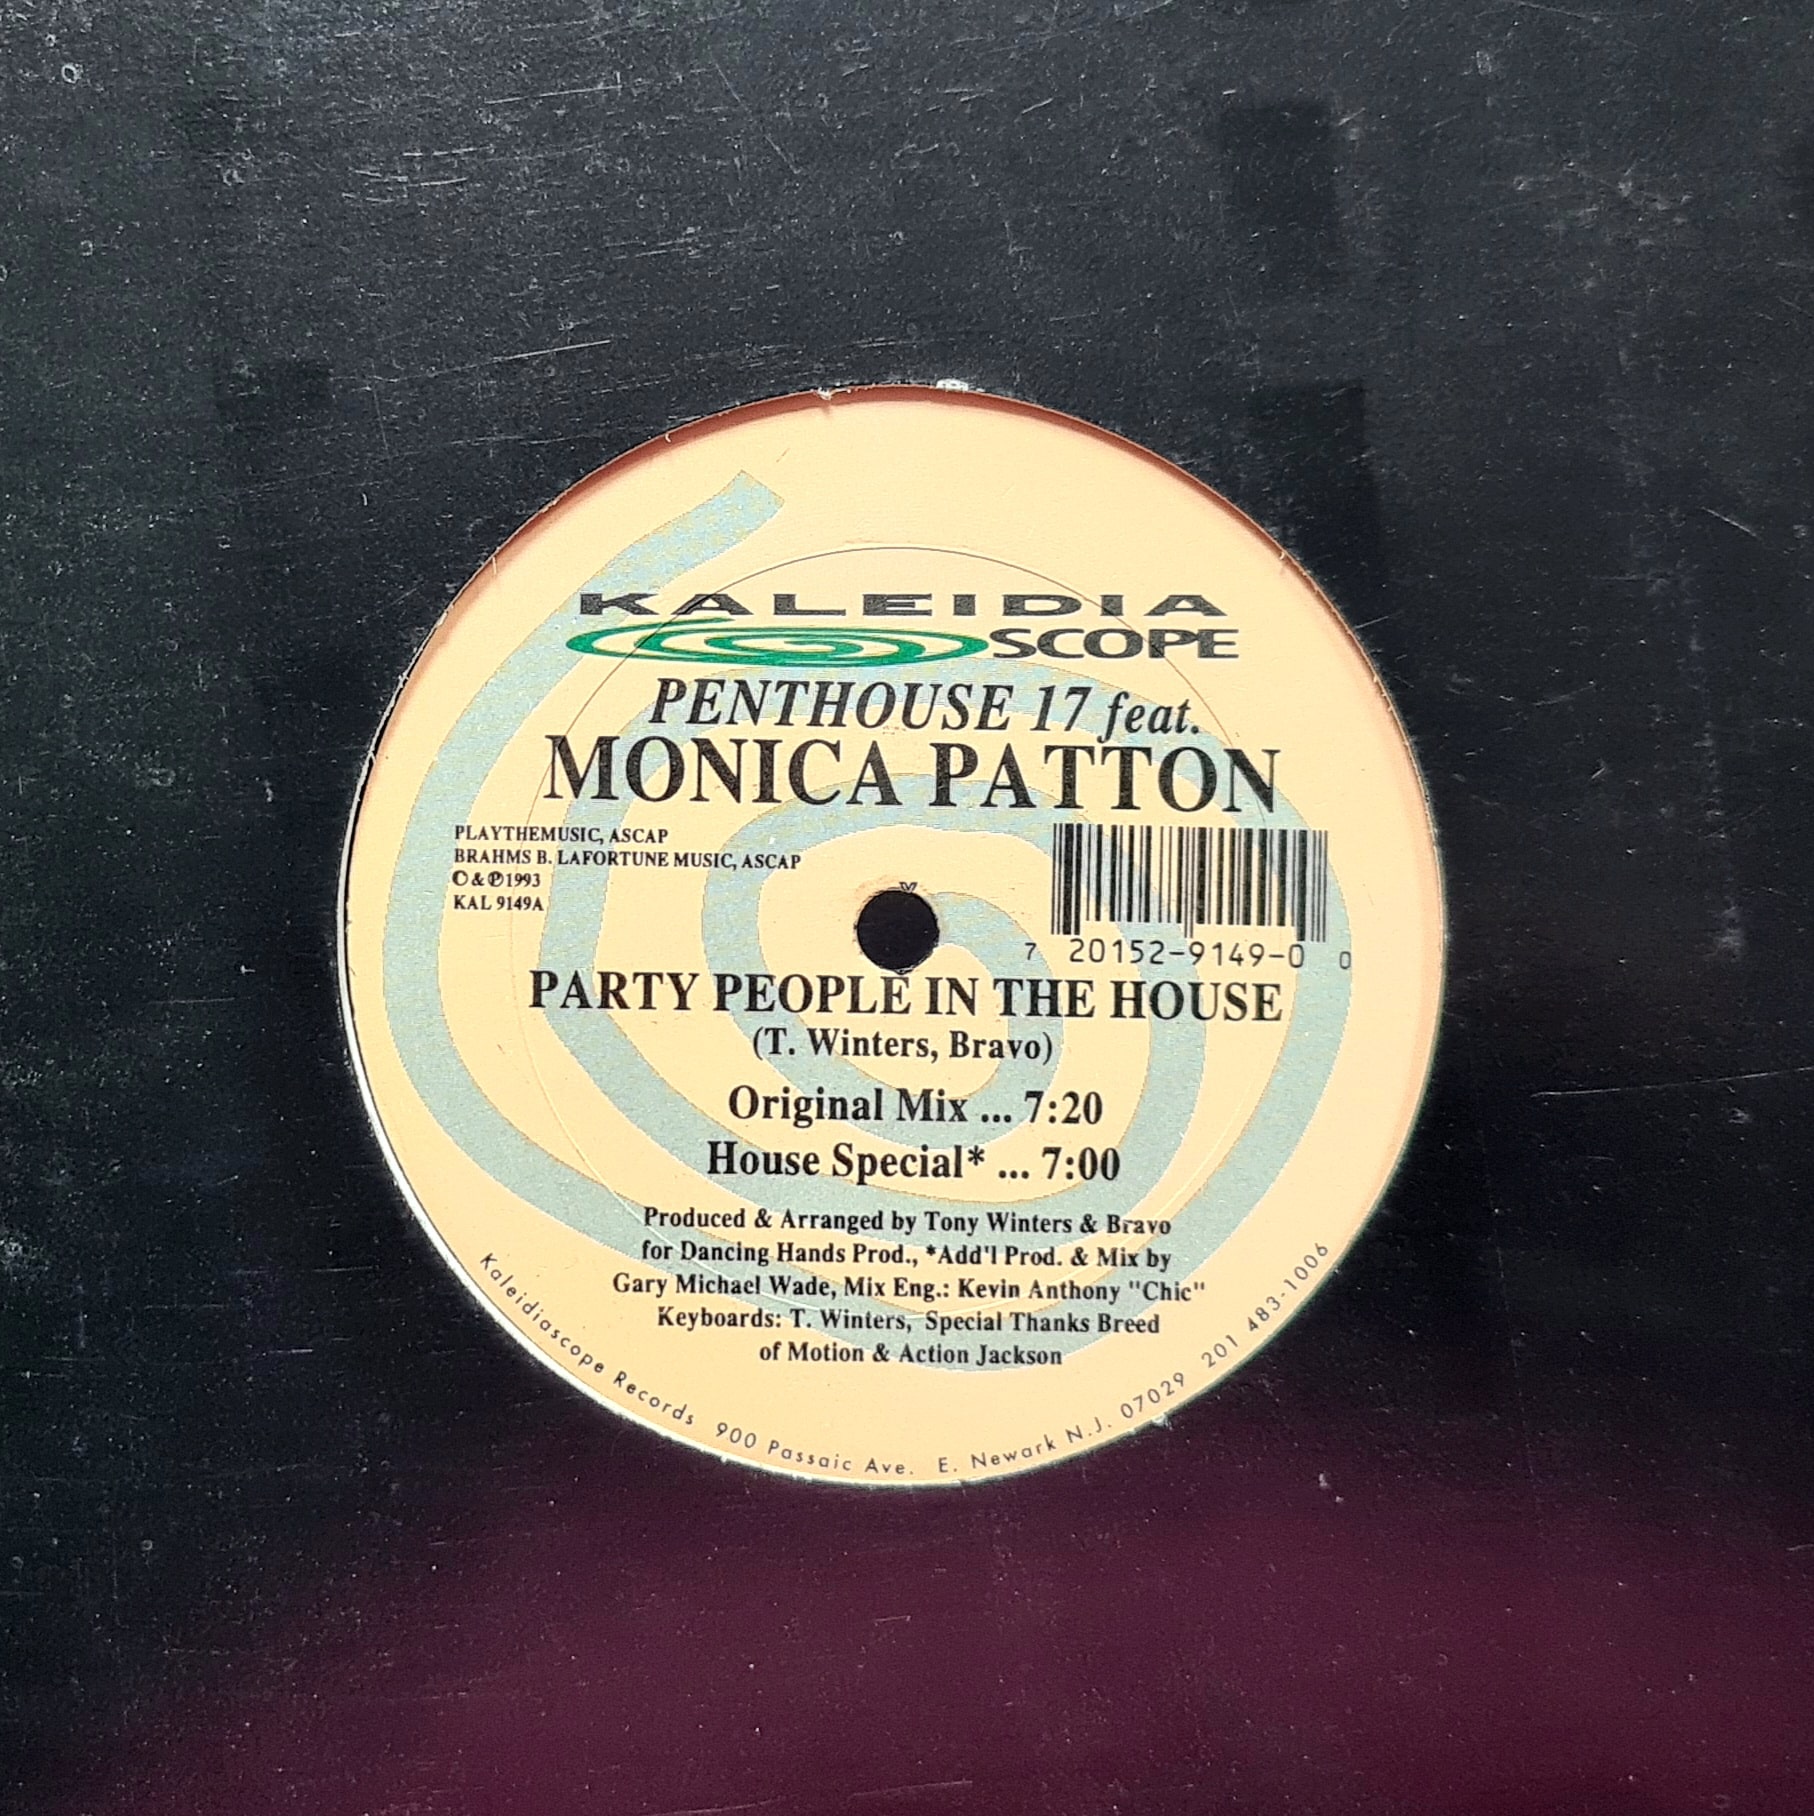 KALEIDIA
SCOPE
PENTHOUSE 17 feat.
MONICA PATTON
PLAYTHEMUSIC, ASCAP
BRAHMS B. LAFORTUNE MUSIC, ASCAP
© & ℗ 1993
KAL 9149A
7 20152-9149-0 0
PARTY PEOPLE IN THE HOUSE
(T. Winters, Bravo)
Original Mix ... 7:20
House Special* ... 7:00
Produced & Arranged by Tony Winters & Bravo
for Dancing Hands Prod., *Add'l Prod. & Mix by
Gary Michael Wade, Mix Eng.: Kevin Anthony "Chic"
Keyboards: T. Winters, Special Thanks Breed
of Motion & Action Jackson
Kaleidiascope Records 900 Passaic Ave. E. Newark N.J. 07029 201 483-1006